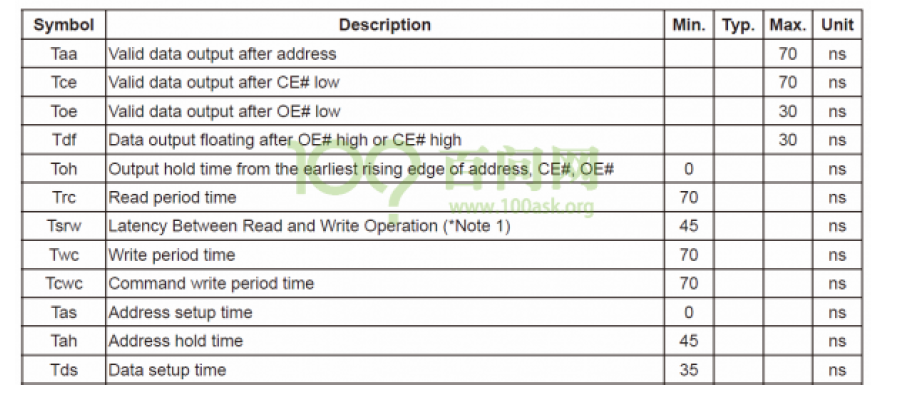 Symbol Description Min. Typ. Max. Unit
Taa Valid data output after address 70 ns
Tce Valid data output after CE# low 70 ns
Toe Valid data output after OE# low 30 ns
Tdf Data output floating after OE# high or CE# high 30 ns
Toh Output hold time from the earliest rising edge of address, CE#, OE# 0 ns
100ask 百问网
Trc Read period time 70 ns
www.100ask.org
Tsrw Latency Between Read and Write Operation (*Note 1) 45 ns
Twc Write period time 70 ns
Tcwc Command write period time 70 ns
Tas Address setup time 0 ns
Tah Address hold time 45 ns
Tds Data setup time 35 ns